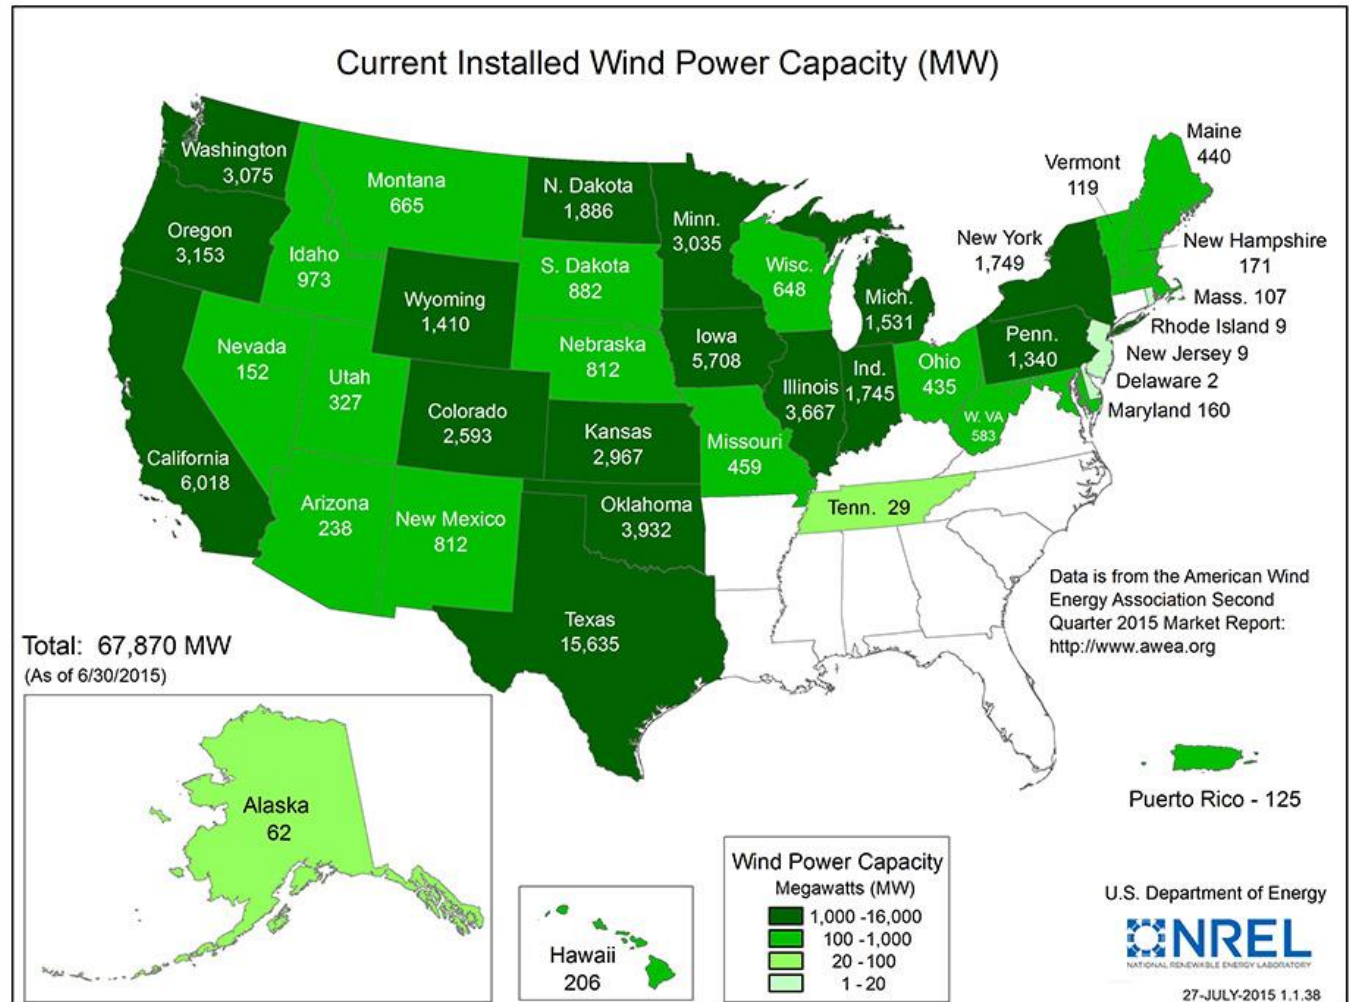 Current Installed Wind Power Capacity (MW)
Washington
3,075
Oregon
3,153
California
6,018
Nevada
152
Idaho
973
Montana
665
Wyoming
1,410
Utah
327
Colorado
2,593
Arizona
238
New Mexico
812
N. Dakota
1,886
S. Dakota
882
Nebraska
812
Kansas
2,967
Oklahoma
3,932
Texas
15,635
Minn.
3,035
Iowa
5,708
Missouri
459
Wisc.
648
Illinois
3,667
Mich.
1,531
Ind.
1,745
Ohio
435
W. VA
583
Tenn. 29
Penn.
1,340
New York
1,749
Vermont
119
Maine
440
New Hampshire
171
Mass. 107
Rhode Island 9
New Jersey 9
Delaware 2
Maryland 160
Data is from the American Wind
Energy Association Second
Quarter 2015 Market Report:
http://www.awea.org
Total: 67,870 MW
(As of 6/30/2015)
Alaska
62
Hawaii
206
Puerto Rico - 125
Wind Power Capacity
Megawatts (MW)
1,000 -16,000
100 -1,000
20 -100
1 - 20
U.S. Department of Energy
NREL
NATIONAL RENEWABLE ENERGY LABORATORY
27-JULY-2015 1.1.38